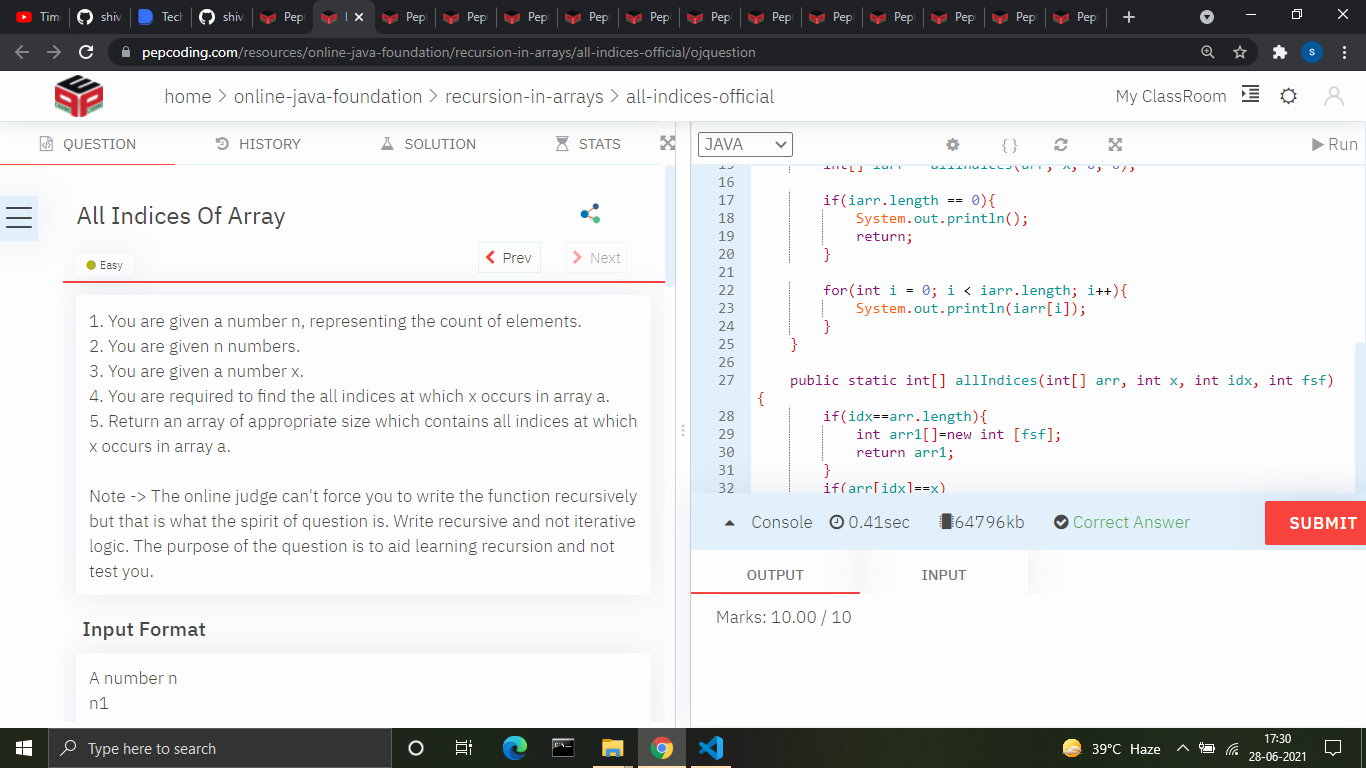 Time
shiv
Tech
shiv
Pep
Pep
Pep
Pep
Pep
Pep
Pep
Pep
Pep
Pep
Pep
Pep
Pep
pepcoding.com/resources/online-java-foundation/recursion-in-arrays/all-indices-official/ojquestion
S
home > online-java-foundation > recursion-in-arrays > all-indices-official
My ClassRoom
QUESTION HISTORY SOLUTION STATS
JAVA
Run
All Indices Of Array
Easy
Prev
Next
1. You are given a number n, representing the count of elements.
2. You are given n numbers.
3. You are given a number x.
4. You are required to find the all indices at which x occurs in array a.
5. Return an array of appropriate size which contains all indices at which
x occurs in array a.
Note -> The online judge can't force you to write the function recursively
but that is what the spirit of question is. Write recursive and not iterative
logic. The purpose of the question is to aid learning recursion and not
test you.
Input Format
A number n
n1
15 int[] iarr = allIndices(arr, x, 0, 0);
16
17 if(iarr.length == 0){
18 System.out.println();
19 return;
20 }
21
22 for(int i = 0; i < iarr.length; i++){
23 System.out.println(iarr[i]);
24 }
25 }
26
27 public static int[] allIndices(int[] arr, int x, int idx, int fsf)
{
28 if(idx==arr.length){
29 int arr1[]=new int [fsf];
30 return arr1;
31 }
32 if(arr[idx]==x)
Console 0.41sec 64796kb Correct Answer
SUBMIT
OUTPUT INPUT
Marks: 10.00 / 10
Type here to search
39°C Haze
17:30
28-06-2021